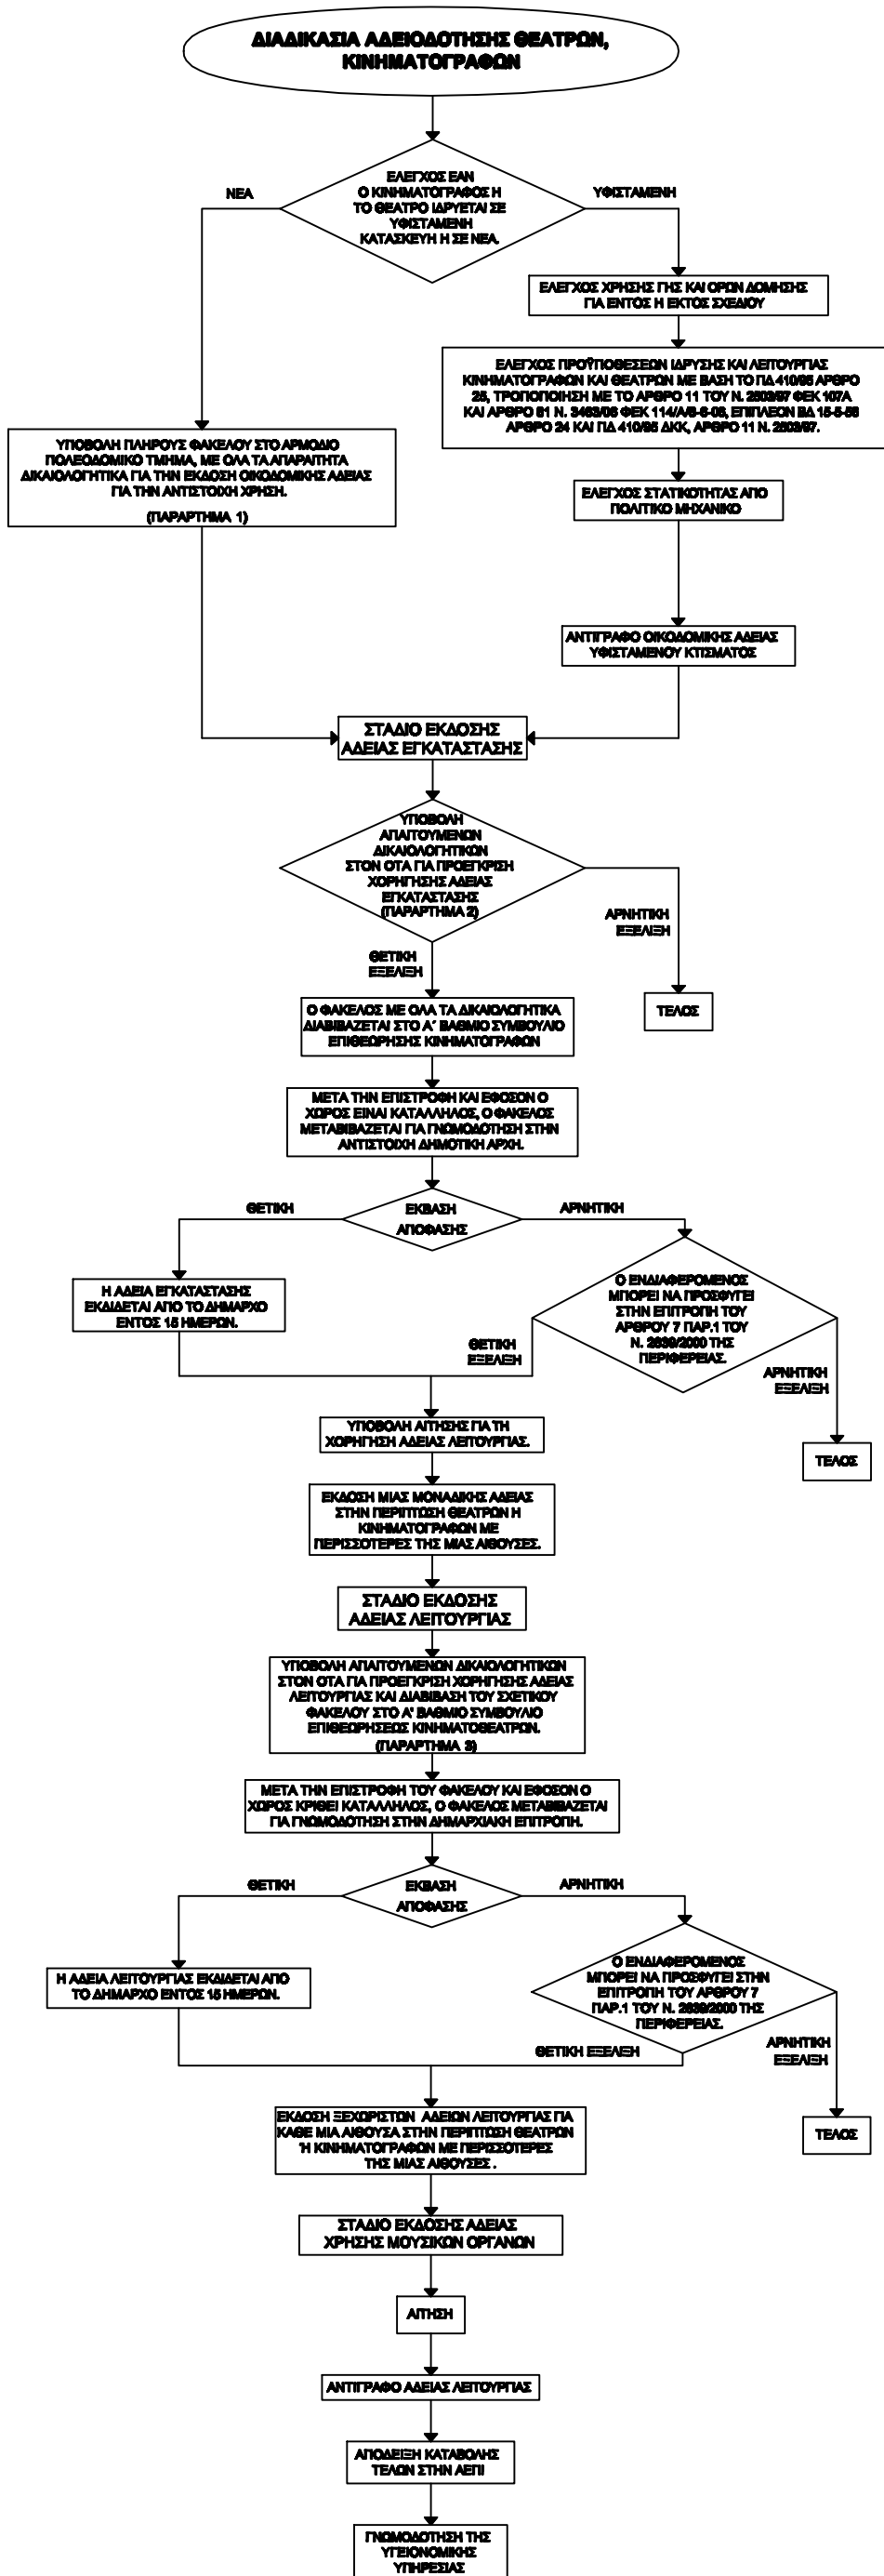 ΔΙΑΔΙΚΑΣΙΑ ΑΔΕΙΟΔΟΤΗΣΗΣ ΘΕΑΤΡΩΝ,
ΚΙΝΗΜΑΤΟΓΡΑΦΩΝ
ΕΛΕΓΧΟΣ ΕΑΝ
Ο ΚΙΝΗΜΑΤΟΓΡΑΦΟΣ Η
ΤΟ ΘΕΑΤΡΟ ΙΔΡΥΕΤΑΙ ΣΕ
ΥΦΙΣΤΑΜΕΝΗ
ΚΑΤΑΣΚΕΥΗ Η ΣΕ ΝΕΑ.
ΝΕΑ
ΥΦΙΣΤΑΜΕΝΗ
ΕΛΕΓΧΟΣ ΧΡΗΣΗΣ ΓΗΣ ΚΑΙ ΟΡΩΝ ΔΟΜΗΣΗΣ
ΓΙΑ ΕΝΤΟΣ Η ΕΚΤΟΣ ΣΧΕΔΙΟΥ
ΕΛΕΓΧΟΣ ΠΡΟΫΠΟΘΕΣΕΩΝ ΙΔΡΥΣΗΣ ΚΑΙ ΛΕΙΤΟΥΡΓΙΑΣ
ΚΙΝΗΜΑΤΟΓΡΑΦΩΝ ΚΑΙ ΘΕΑΤΡΩΝ ΜΕ ΒΑΣΗ ΤΟ ΠΔ 410/95 ΑΡΘΡΟ
25, ΤΡΟΠΟΠΟΙΗΣΗ ΜΕ ΤΟ ΑΡΘΡΟ 11 ΤΟΥ Ν. 2503/97 ΦΕΚ 107Α
ΚΑΙ ΑΡΘΡΟ 81 Ν. 3463/06 ΦΕΚ 114/Α/8-6-06, ΕΠΙΠΛΕΟΝ ΒΔ 15-5-56
ΑΡΘΡΟ 24 ΚΑΙ ΠΔ 410/95 ΔΚΚ, ΑΡΘΡΟ 11 Ν. 2503/97.
ΥΠΟΒΟΛΗ ΠΛΗΡΟΥΣ ΦΑΚΕΛΟΥ ΣΤΟ ΑΡΜΟΔΙΟ
ΠΟΛΕΟΔΟΜΙΚΟ ΤΜΗΜΑ, ΜΕ ΟΛΑ ΤΑ ΑΠΑΡΑΙΤΗΤΑ
ΔΙΚΑΙΟΛΟΓΗΤΙΚΑ ΓΙΑ ΤΗΝ ΕΚΔΟΣΗ ΟΙΚΟΔΟΜΙΚΗΣ ΑΔΕΙΑΣ
ΓΙΑ ΤΗΝ ΑΝΤΙΣΤΟΙΧΗ ΧΡΗΣΗ.
(ΠΑΡΑΡΤΗΜΑ 1)
ΕΛΕΓΧΟΣ ΣΤΑΤΙΚΟΤΗΤΑΣ ΑΠΟ
ΠΟΛΙΤΙΚΟ ΜΗΧΑΝΙΚΟ
ΑΝΤΙΓΡΑΦΟ ΟΙΚΟΔΟΜΙΚΗΣ ΑΔΕΙΑΣ
ΥΦΙΣΤΑΜΕΝΟΥ ΚΤΙΣΜΑΤΟΣ
ΣΤΑΔΙΟ ΕΚΔΟΣΗΣ
ΑΔΕΙΑΣ ΕΓΚΑΤΑΣΤΑΣΗΣ
ΥΠΟΒΟΛΗ
ΑΠΑΙΤΟΥΜΕΝΩΝ
ΔΙΚΑΙΟΛΟΓΗΤΙΚΩΝ
ΣΤΟΝ ΟΤΑ ΓΙΑ ΠΡΟΕΓΚΡΙΣΗ
ΧΟΡΗΓΗΣΗΣ ΑΔΕΙΑΣ
ΕΓΚΑΤΑΣΤΑΣΗΣ
(ΠΑΡΑΡΤΗΜΑ 2)
ΑΡΝΗΤΙΚΗ
ΕΞΕΛΙΞΗ
ΘΕΤΙΚΗ
ΕΞΕΛΙΞΗ
ΤΕΛΟΣ
Ο ΦΑΚΕΛΟΣ ΜΕ ΟΛΑ ΤΑ ΔΙΚΑΙΟΛΟΓΗΤΙΚΑ
ΔΙΑΒΙΒΑΖΕΤΑΙ ΣΤΟ Α΄ ΒΑΘΜΙΟ ΣΥΜΒΟΥΛΙΟ
ΕΠΙΘΕΩΡΗΣΗΣ ΚΙΝΗΜΑΤΟΓΡΑΦΩΝ
ΜΕΤΑ ΤΗΝ ΕΠΙΣΤΡΟΦΗ ΚΑΙ ΕΦΟΣΟΝ Ο
ΧΩΡΟΣ ΕΙΝΑΙ ΚΑΤΑΛΛΗΛΟΣ, Ο ΦΑΚΕΛΟΣ
ΜΕΤΑΒΙΒΑΖΕΤΑΙ ΓΙΑ ΓΝΩΜΟΔΟΤΗΣΗ ΣΤΗΝ
ΑΝΤΙΣΤΟΙΧΗ ΔΗΜΟΤΙΚΗ ΑΡΧΗ.
ΘΕΤΙΚΗ
ΕΚΒΑΣΗ
ΑΠΟΦΑΣΗΣ
ΑΡΝΗΤΙΚΗ
Η ΑΔΕΙΑ ΕΓΚΑΤΑΣΤΑΣΗΣ
ΕΚΔΙΔΕΤΑΙ ΑΠΟ ΤΟ ΔΗΜΑΡΧΟ
ΕΝΤΟΣ 15 ΗΜΕΡΩΝ.
Ο ΕΝΔΙΑΦΕΡΟΜΕΝΟΣ
ΜΠΟΡΕΙ ΝΑ ΠΡΟΣΦΥΓΕΙ
ΣΤΗΝ ΕΠΙΤΡΟΠΗ ΤΟΥ
ΑΡΘΡΟΥ 7 ΠΑΡ.1 ΤΟΥ
Ν. 2839/2000 ΤΗΣ
ΠΕΡΙΦΕΡΕΙΑΣ.
ΘΕΤΙΚΗ
ΕΞΕΛΙΞΗ
ΑΡΝΗΤΙΚΗ
ΕΞΕΛΙΞΗ
ΤΕΛΟΣ
ΥΠΟΒΟΛΗ ΑΙΤΗΣΗΣ ΓΙΑ ΤΗ
ΧΟΡΗΓΗΣΗ ΑΔΕΙΑΣ ΛΕΙΤΟΥΡΓΙΑΣ.
ΕΚΔΟΣΗ ΜΙΑΣ ΜΟΝΑΔΙΚΗΣ ΑΔΕΙΑΣ
ΣΤΗΝ ΠΕΡΙΠΤΩΣΗ ΘΕΑΤΡΩΝ Η
ΚΙΝΗΜΑΤΟΓΡΑΦΩΝ ΜΕ
ΠΕΡΙΣΣΟΤΕΡΕΣ ΤΗΣ ΜΙΑΣ ΑΙΘΟΥΣΕΣ.
ΣΤΑΔΙΟ ΕΚΔΟΣΗΣ
ΑΔΕΙΑΣ ΛΕΙΤΟΥΡΓΙΑΣ
ΥΠΟΒΟΛΗ ΑΠΑΙΤΟΥΜΕΝΩΝ ΔΙΚΑΙΟΛΟΓΗΤΙΚΩΝ
ΣΤΟΝ ΟΤΑ ΓΙΑ ΠΡΟΕΓΚΡΙΣΗ ΧΟΡΗΓΗΣΗΣ ΑΔΕΙΑΣ
ΛΕΙΤΟΥΡΓΙΑΣ ΚΑΙ ΔΙΑΒΙΒΑΣΗ ΤΟΥ ΣΧΕΤΙΚΟΥ
ΦΑΚΕΛΟΥ ΣΤΟ Α' ΒΑΘΜΙΟ ΣΥΜΒΟΥΛΙΟ
ΕΠΙΘΕΩΡΗΣΕΩΣ ΚΙΝΗΜΑΤΟΘΕΑΤΡΩΝ.
(ΠΑΡΑΡΤΗΜΑ 3)
ΜΕΤΑ ΤΗΝ ΕΠΙΣΤΡΟΦΗ ΤΟΥ ΦΑΚΕΛΟΥ ΚΑΙ ΕΦΟΣΟΝ Ο
ΧΩΡΟΣ ΚΡΙΘΕΙ ΚΑΤΑΛΛΗΛΟΣ, Ο ΦΑΚΕΛΟΣ ΜΕΤΑΒΙΒΑΖΕΤΑΙ
ΓΙΑ ΓΝΩΜΟΔΟΤΗΣΗ ΣΤΗΝ ΔΗΜΑΡΧΙΑΚΗ ΕΠΙΤΡΟΠΗ.
ΘΕΤΙΚΗ
ΕΚΒΑΣΗ
ΑΠΟΦΑΣΗΣ
ΑΡΝΗΤΙΚΗ
Η ΑΔΕΙΑ ΛΕΙΤΟΥΡΓΙΑΣ ΕΚΔΙΔΕΤΑΙ ΑΠΟ
ΤΟ ΔΗΜΑΡΧΟ ΕΝΤΟΣ 15 ΗΜΕΡΩΝ.
Ο ΕΝΔΙΑΦΕΡΟΜΕΝΟΣ
ΜΠΟΡΕΙ ΝΑ ΠΡΟΣΦΥΓΕΙ ΣΤΗΝ
ΕΠΙΤΡΟΠΗ ΤΟΥ ΑΡΘΡΟΥ 7
ΠΑΡ.1 ΤΟΥ Ν. 2839/2000 ΤΗΣ
ΠΕΡΙΦΕΡΕΙΑΣ.
ΘΕΤΙΚΗ ΕΞΕΛΙΞΗ
ΑΡΝΗΤΙΚΗ
ΕΞΕΛΙΞΗ
ΤΕΛΟΣ
ΕΚΔΟΣΗ ΞΕΧΩΡΙΣΤΩΝ ΑΔΕΙΩΝ ΛΕΙΤΟΥΡΓΙΑΣ ΓΙΑ
ΚΑΘΕ ΜΙΑ ΑΙΘΟΥΣΑ ΣΤΗΝ ΠΕΡΙΠΤΩΣΗ ΘΕΑΤΡΩΝ
Ή ΚΙΝΗΜΑΤΟΓΡΑΦΩΝ ΜΕ ΠΕΡΙΣΣΟΤΕΡΕΣ
ΤΗΣ ΜΙΑΣ ΑΙΘΟΥΣΕΣ .
ΣΤΑΔΙΟ ΕΚΔΟΣΗΣ ΑΔΕΙΑΣ
ΧΡΗΣΗΣ ΜΟΥΣΙΚΩΝ ΟΡΓΑΝΩΝ
ΑΙΤΗΣΗ
ΑΝΤΙΓΡΑΦΟ ΑΔΕΙΑΣ ΛΕΙΤΟΥΡΓΙΑΣ
ΑΠΟΔΕΙΞΗ ΚΑΤΑΒΟΛΗΣ
ΤΕΛΩΝ ΣΤΗΝ ΑΕΠΙ
ΓΝΩΜΟΔΟΤΗΣΗ ΤΗΣ
ΥΓΕΙΟΝΟΜΙΚΗΣ
ΥΠΗΡΕΣΙΑΣ